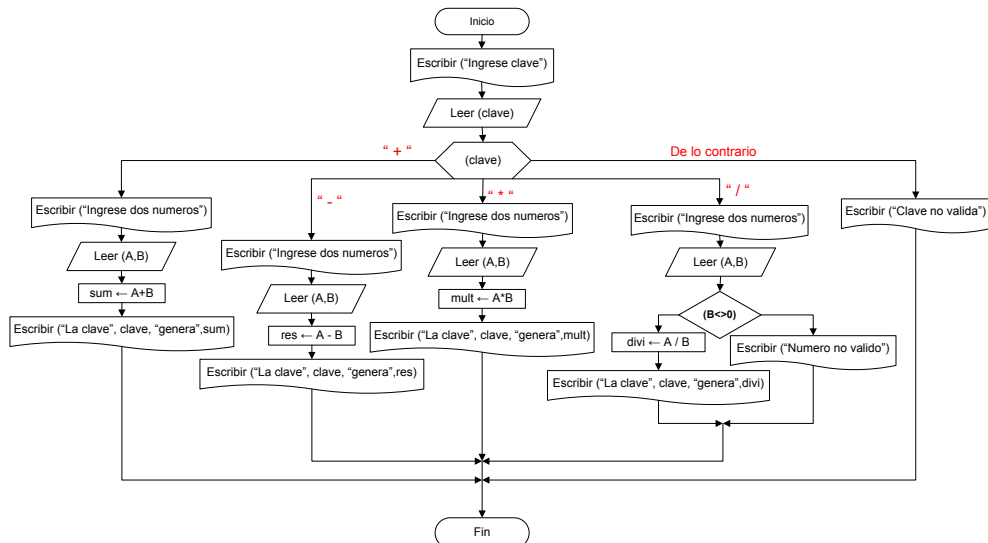 Inicio
Escribir (“Ingrese clave”)
Leer (clave)
(clave)
“ + “
De lo contrario
“ - “
“ * “
“ / “
Escribir (“Ingrese dos numeros”)
Leer (A,B)
sum ← A+B
Escribir (“La clave”, clave, “genera”,sum)
Escribir (“Ingrese dos numeros”)
Leer (A,B)
res ← A - B
Escribir (“La clave”, clave, “genera”,res)
Escribir (“Ingrese dos numeros”)
Leer (A,B)
mult ← A*B
Escribir (“La clave”, clave, “genera”,mult)
Escribir (“Ingrese dos numeros”)
Leer (A,B)
(B<>0)
divi ← A / B
Escribir (“La clave”, clave, “genera”,divi)
Escribir (“Numero no valido”)
Escribir (“Clave no valida”)
Fin